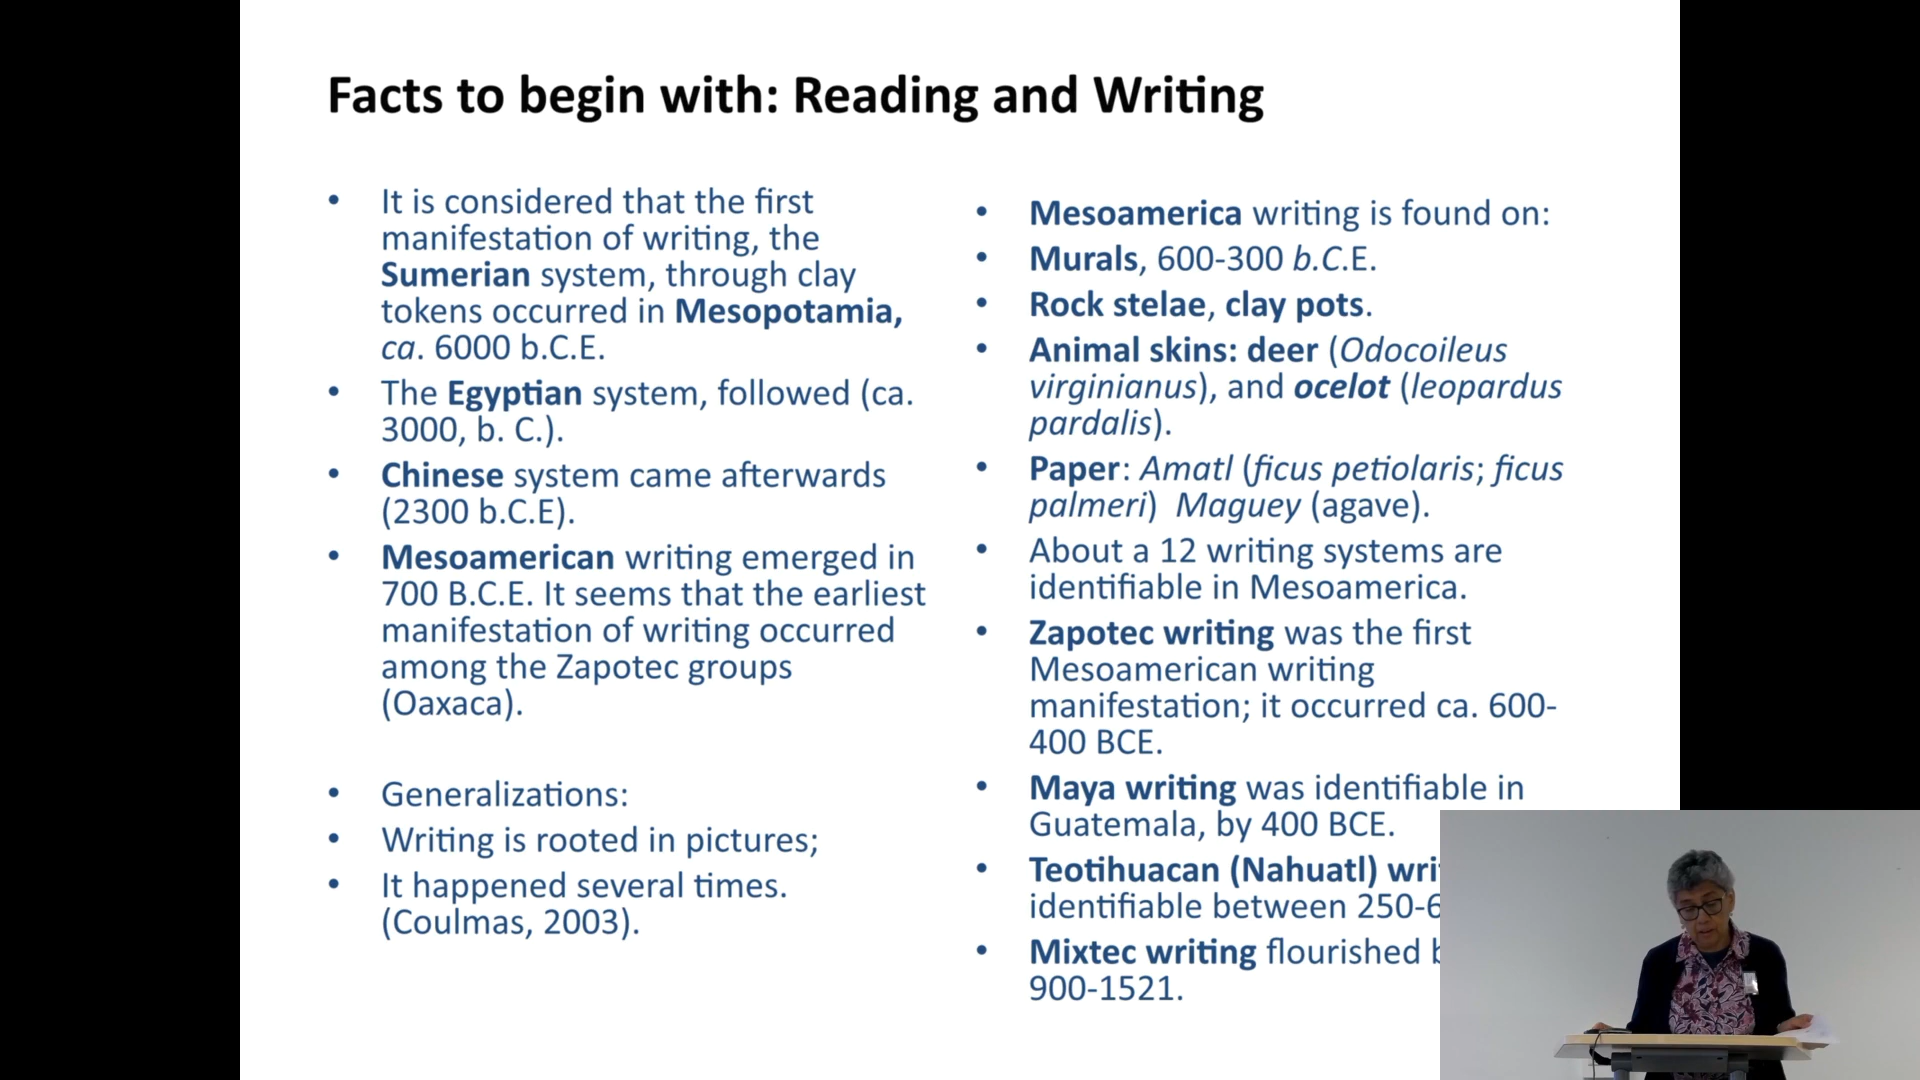 Facts to begin with: Reading and Writing
• It is considered that the first
manifestation of writing, the
Sumerian system, through clay
tokens occurred in Mesopotamia,
ca. 6000 b.C.E.
• The Egyptian system, followed (ca.
3000, b. C.).
• Chinese system came afterwards
(2300 b.C.E).
• Mesoamerican writing emerged in
700 B.C.E. It seems that the earliest
manifestation of writing occurred
among the Zapotec groups
(Oaxaca).
• Generalizations:
• Writing is rooted in pictures;
• It happened several times.
(Coulmas, 2003).
• Mesoamerica writing is found on:
• Murals, 600-300 b.C.E.
• Rock stelae, clay pots.
• Animal skins: deer (Odocoileus
virginianus), and ocelot (leopardus
pardalis).
• Paper: Amatl (ficus petiolaris; ficus
palmeri) Maguey (agave).
• About a 12 writing systems are
identifiable in Mesoamerica.
• Zapotec writing was the first
Mesoamerican writing
manifestation; it occurred ca. 600-
400 BCE.
• Maya writing was identifiable in
Guatemala, by 400 BCE.
• Teotihuacan (Nahuatl)
identifiable between
• Mixtec writing flourished
900-1521.